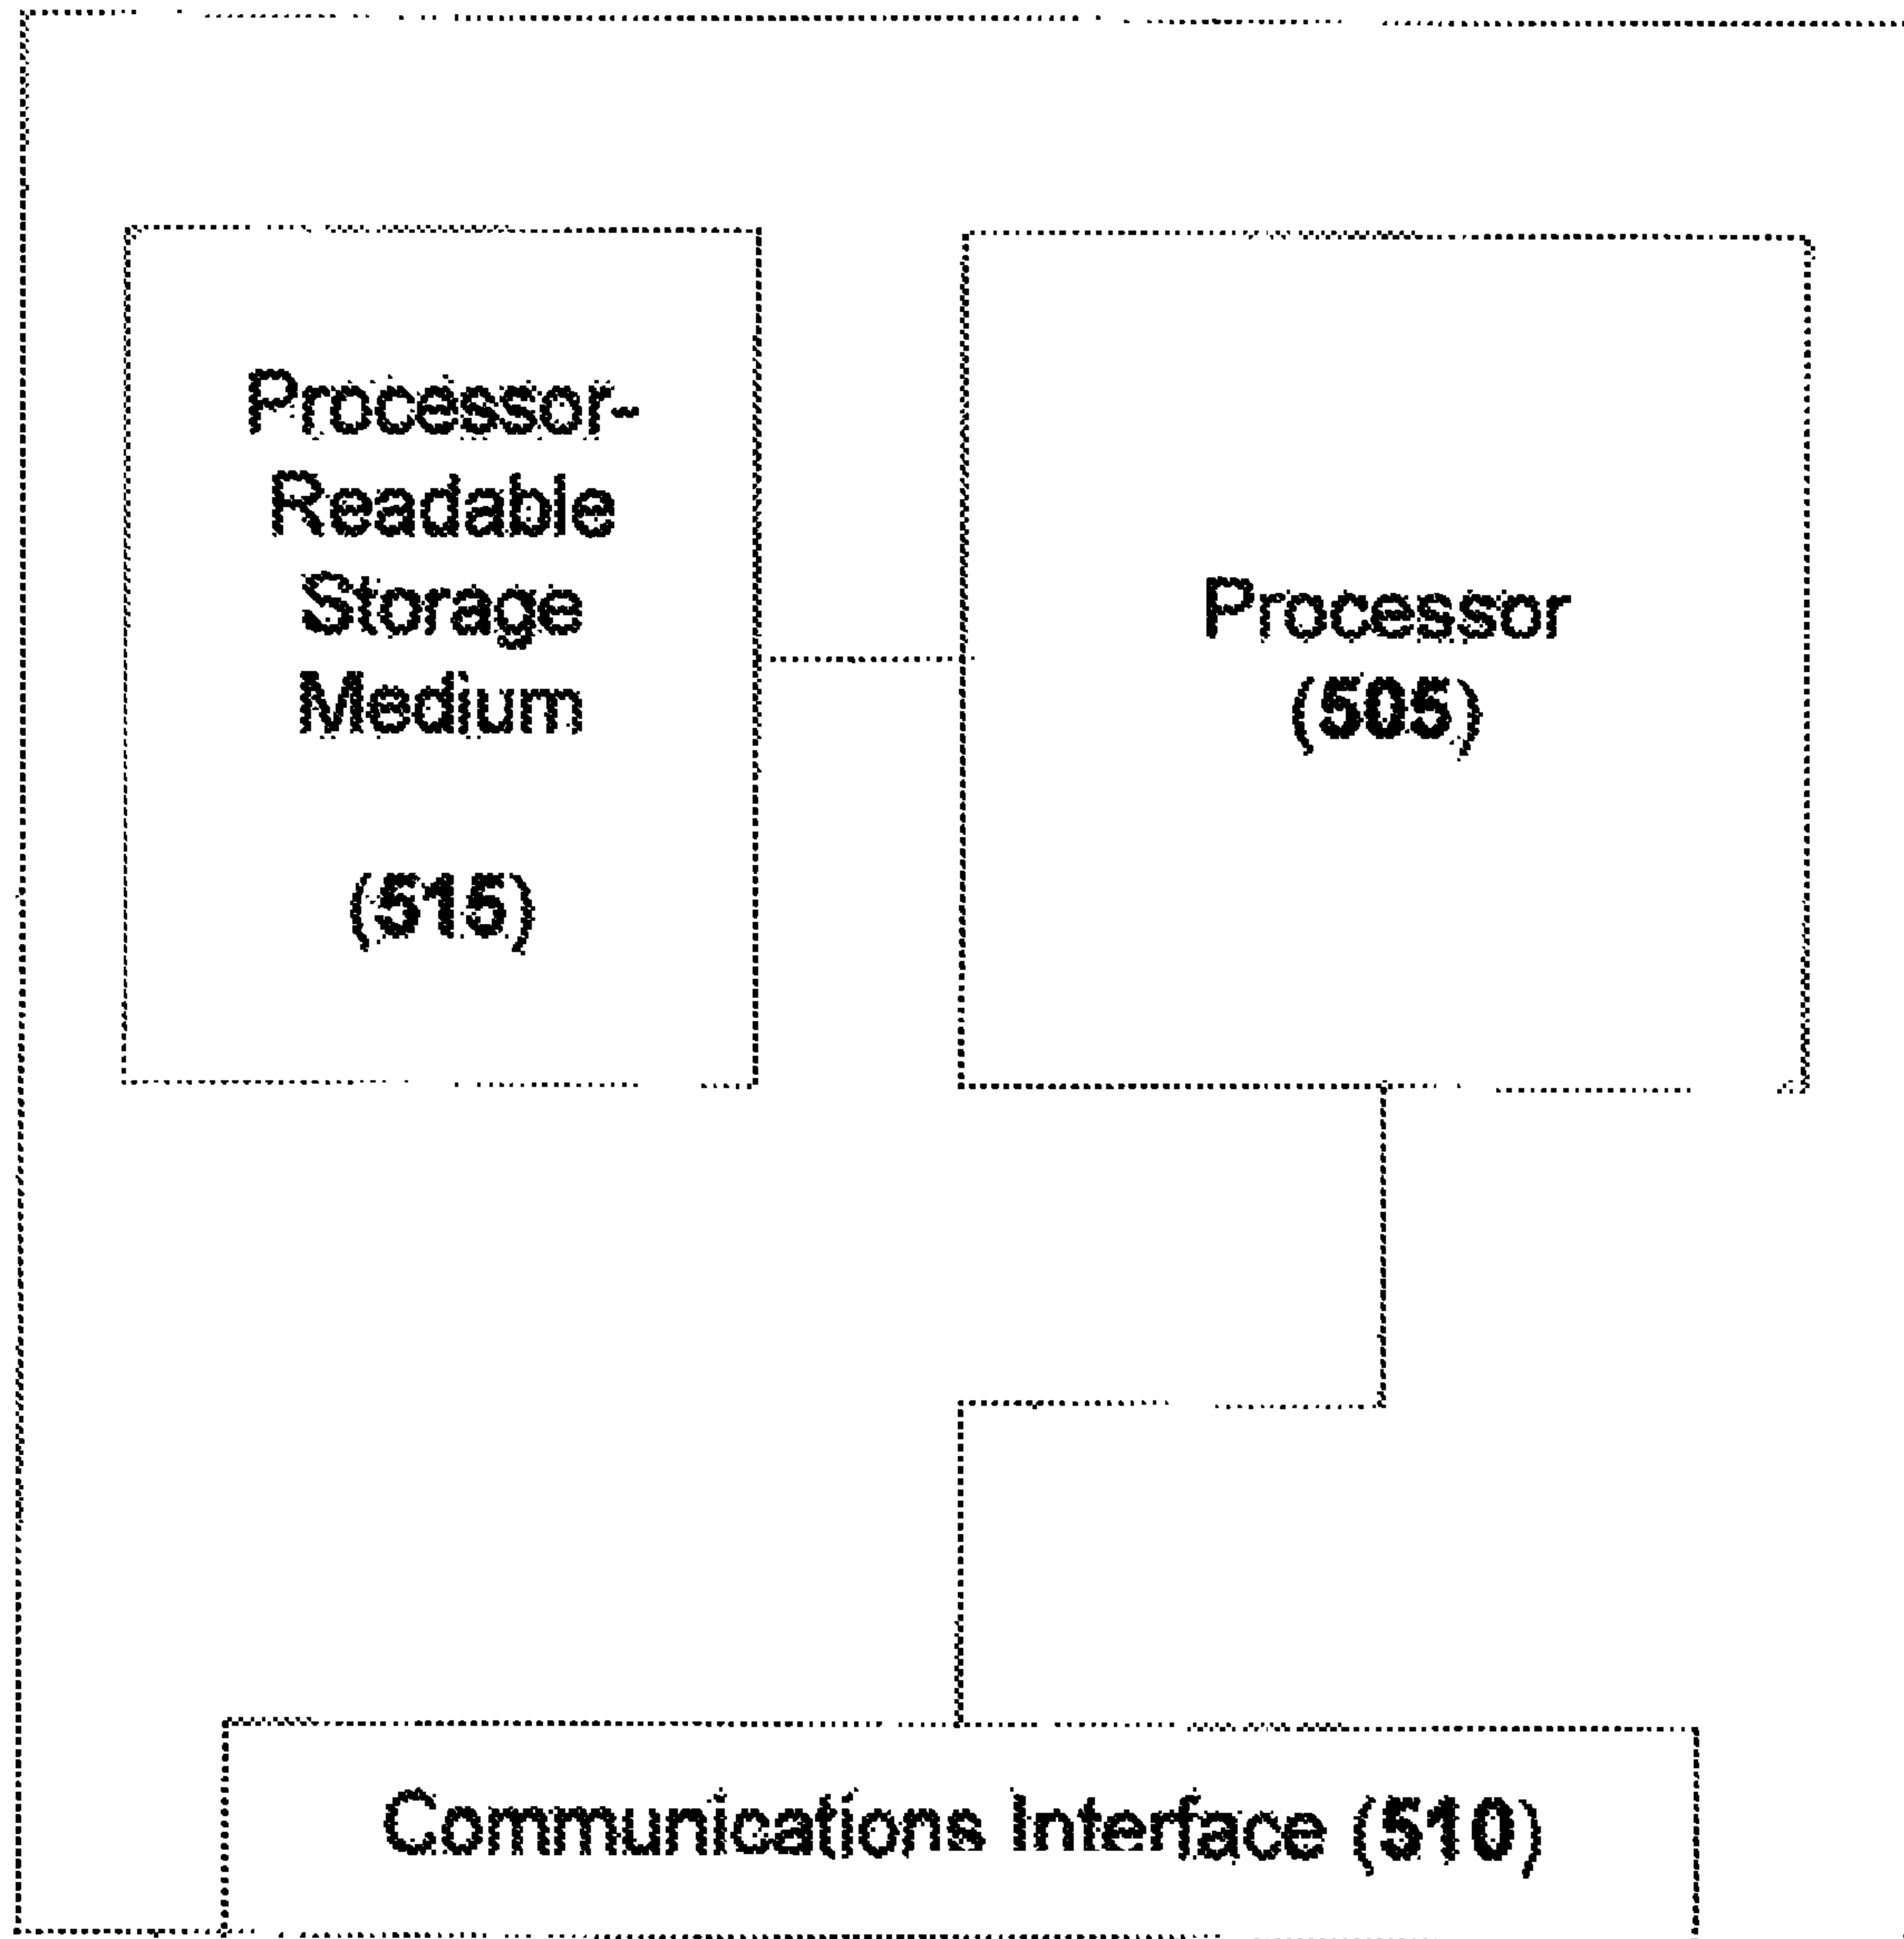 Processor-
Readable
Storage
Medium
(515)
Processor
(505)
Communications Interface (510)